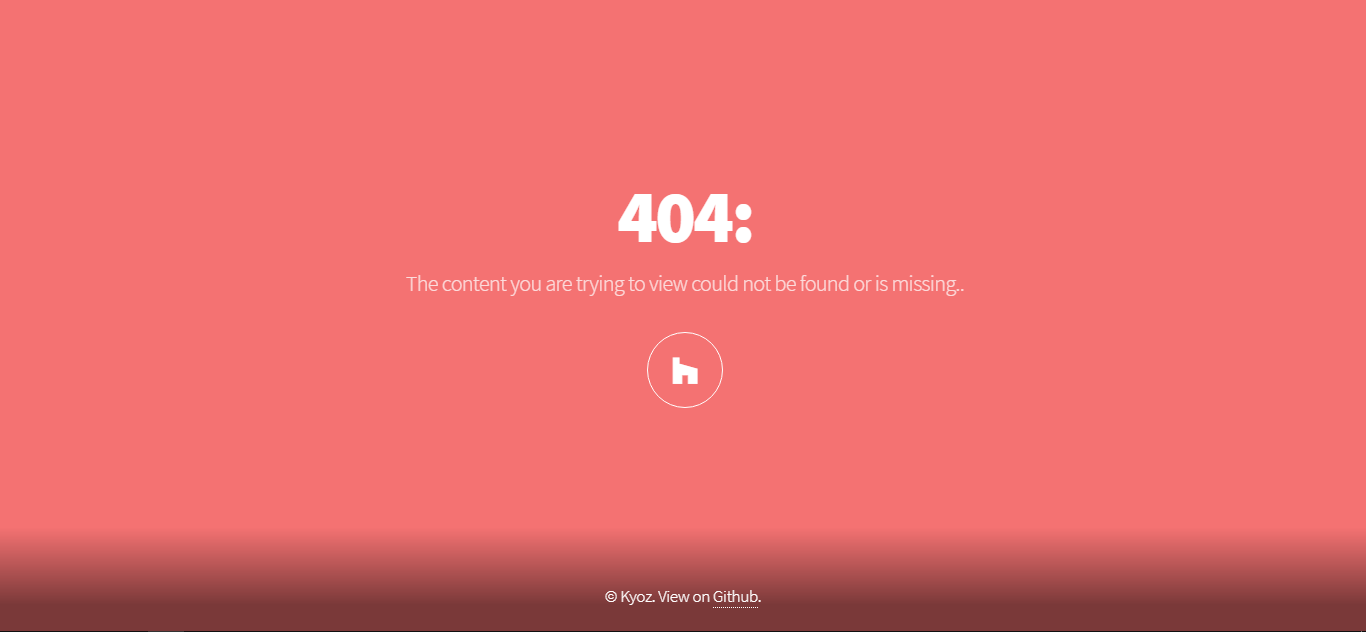 404:
The content you are trying to view could not be found or is missing..
© Kyoz. View on Github.